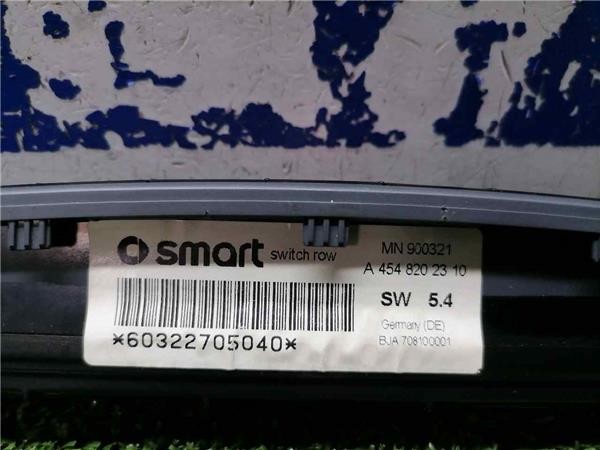 smart switch row
MN 900321
A 454 820 23 10
SW 5.4
Germany (DE)
BJA 708100001
*60322705040*